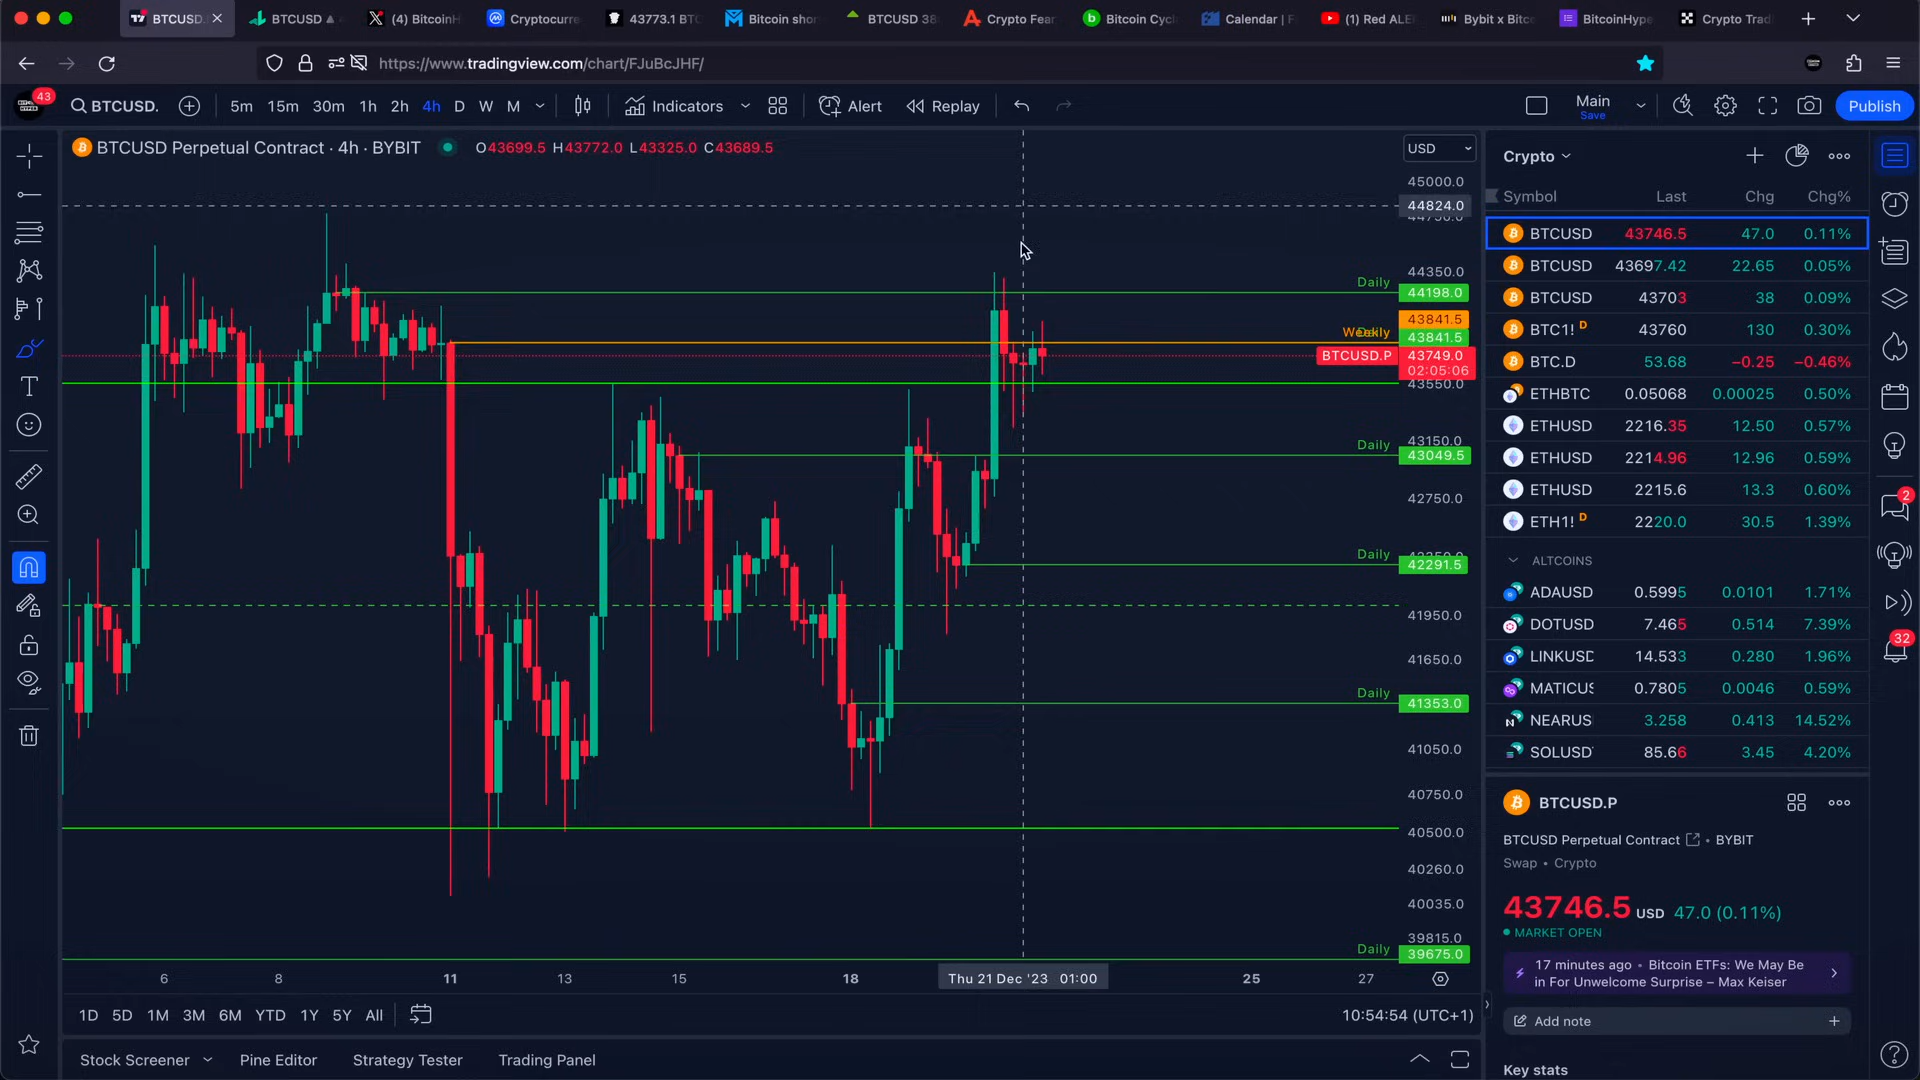 BTCUSD.
BTCUSD ▲
(4) BitcoinH
Cryptocurre
43773.1 BTC
Bitcoin sho
BTCUSD 38
Crypto Fear
Bitcoin Cycl
Calendar | F
(1) Red ALE
Bybit x Bitc
BitcoinHype
Crypto Trad
https://www.tradingview.com/chart/FJuBcJHF/
43
BTCUSD.
5m 15m 30m 1h 2h 4h D W M
Indicators
Alert
Replay
Main
Save
Publish
BTCUSD Perpetual Contract · 4h · BYBIT
O43699.5 H43772.0 L43325.0 C43689.5
USD
45000.0
44824.0
44350.0
Daily 44198.0
43841.5
Weekly
43841.5
BTCUSD.P 43749.0
02:05:06
43550.0
43150.0
Daily 43049.5
42750.0
Daily 42291.5
41950.0
41650.0
Daily 41353.0
41050.0
40750.0
40500.0
40260.0
40035.0
39815.0
Daily 39675.0
6 8 11 13 15 18 Thu 21 Dec '23 01:00 25 27
1D 5D 1M 3M 6M YTD 1Y 5Y All
10:54:54 (UTC+1)
Stock Screener
Pine Editor
Strategy Tester
Trading Panel
Crypto
Symbol Last Chg Chg%
BTCUSD 43746.5 47.0 0.11%
BTCUSD 43697.42 22.65 0.05%
BTCUSD 43703 38 0.09%
BTC1! D 43760 130 0.30%
BTC.D 53.68 −0.25 −0.46%
ETHBTC 0.05068 0.00025 0.50%
ETHUSD 2216.35 12.50 0.57%
ETHUSD 2214.96 12.96 0.59%
ETHUSD 2215.6 13.3 0.60%
ETH1! D 2220.0 30.5 1.39%
ALTCOINS
ADAUSD 0.5995 0.0101 1.71%
DOTUSD 7.465 0.514 7.39%
LINKUSD 14.533 0.280 1.96%
MATICUS 0.7805 0.0046 0.59%
NEARUS 3.258 0.413 14.52%
SOLUSD 85.66 3.45 4.20%
BTCUSD.P
BTCUSD Perpetual Contract • BYBIT
Swap • Crypto
43746.5 USD 47.0 (0.11%)
MARKET OPEN
17 minutes ago • Bitcoin ETFs: We May Be
in For Unwelcome Surprise – Max Keiser
Add note
Key stats
2
32